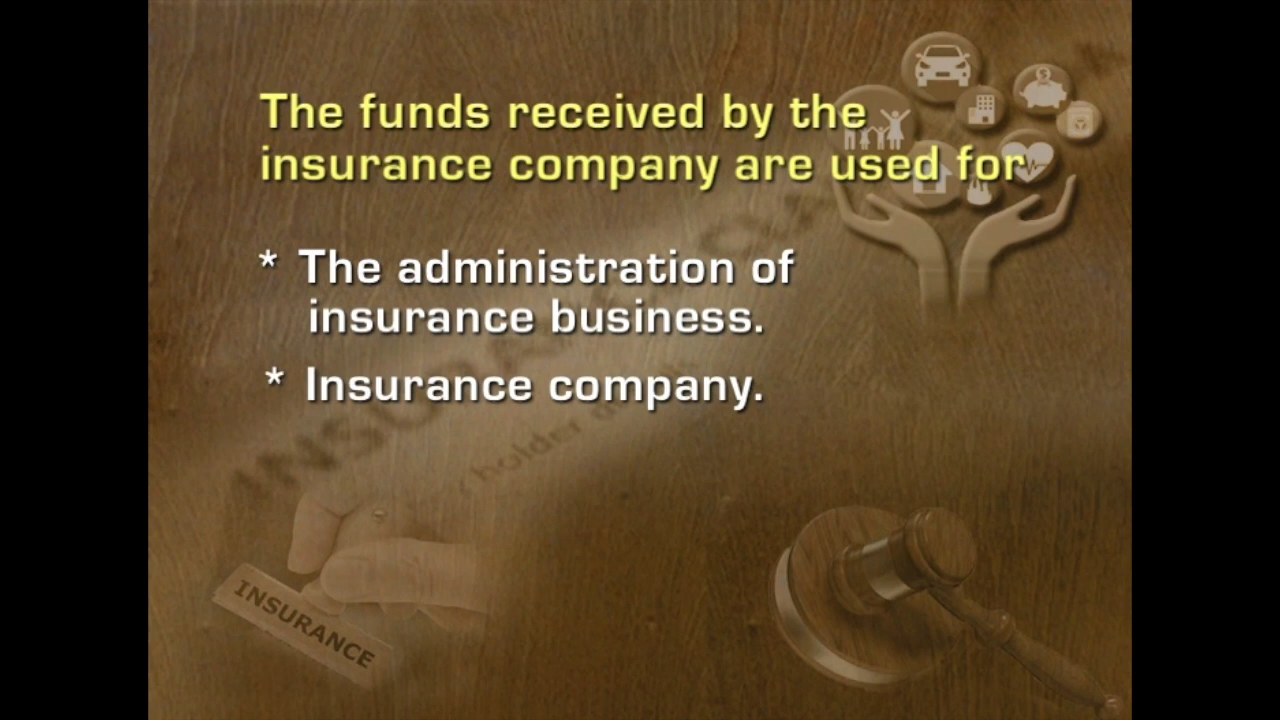 The funds received by the
insurance company are used for
* The administration of
insurance business.
* Insurance company.
INSURANCE